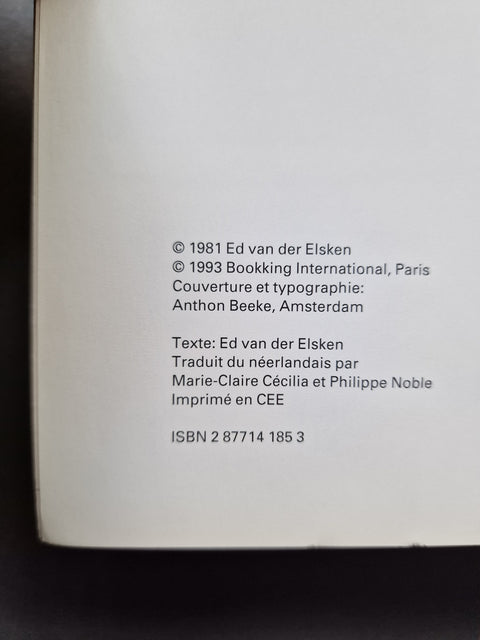 © 1981 Ed van der Elsken
© 1993 Bookking International, Paris
Couverture et typographie:
Anthon Beeke, Amsterdam
Texte: Ed van der Elsken
Traduit du néerlandais par
Marie-Claire Cécilia et Philippe Noble
Imprimé en CEE
ISBN 2 87714 185 3